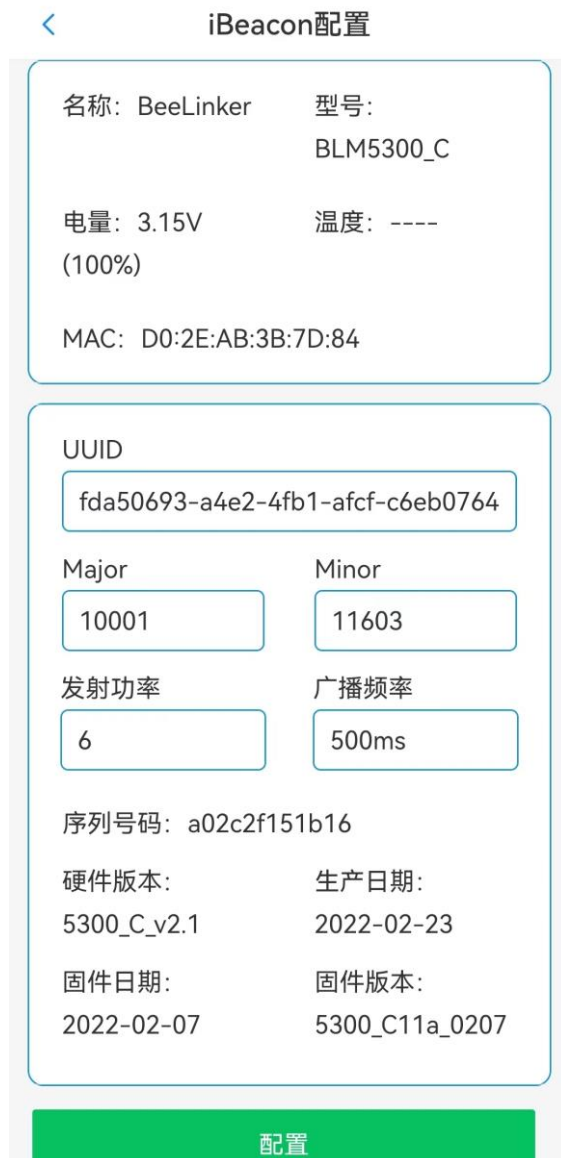 iBeacon配置
名称：BeeLinker
型号：
BLM5300_C
电量：3.15V
(100%)
温度：----
MAC：D0:2E:AB:3B:7D:84
UUID
fda50693-a4e2-4fb1-afcf-c6eb0764
Major
Minor
10001
11603
发射功率
广播频率
6
500ms
序列号码：a02c2f151b16
硬件版本：
5300_C_v2.1
生产日期：
2022-02-23
固件日期：
2022-02-07
固件版本：
5300_C11a_0207
配置